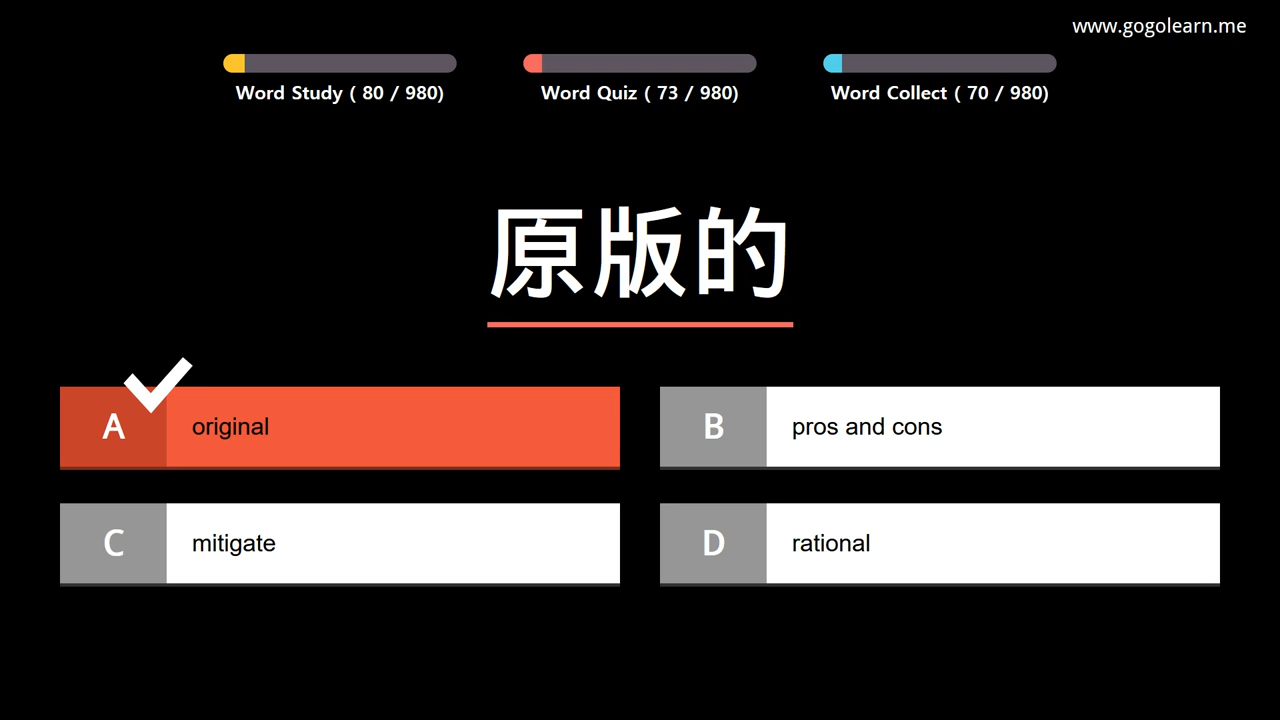 www.gogolearn.me
Word Study ( 80 / 980)
Word Quiz ( 73 / 980)
Word Collect ( 70 / 980)
原版的
A original
B pros and cons
C mitigate
D rational